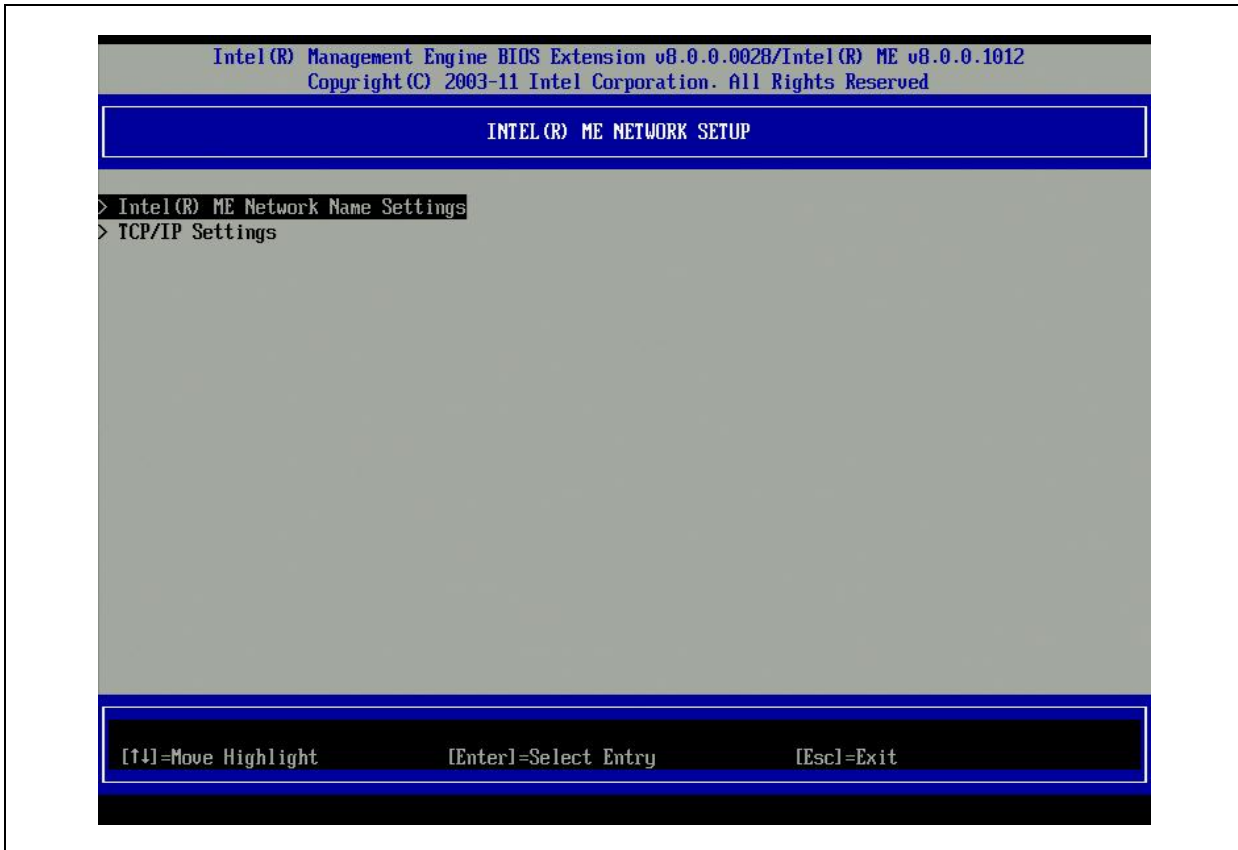 Intel(R) Management Engine BIOS Extension v8.0.0.0028/Intel(R) ME v8.0.0.1012
Copyright(C) 2003-11 Intel Corporation. All Rights Reserved
INTEL(R) ME NETWORK SETUP
> Intel(R) ME Network Name Settings
> TCP/IP Settings
[↑↓]=Move Highlight [Enter]=Select Entry [Esc]=Exit